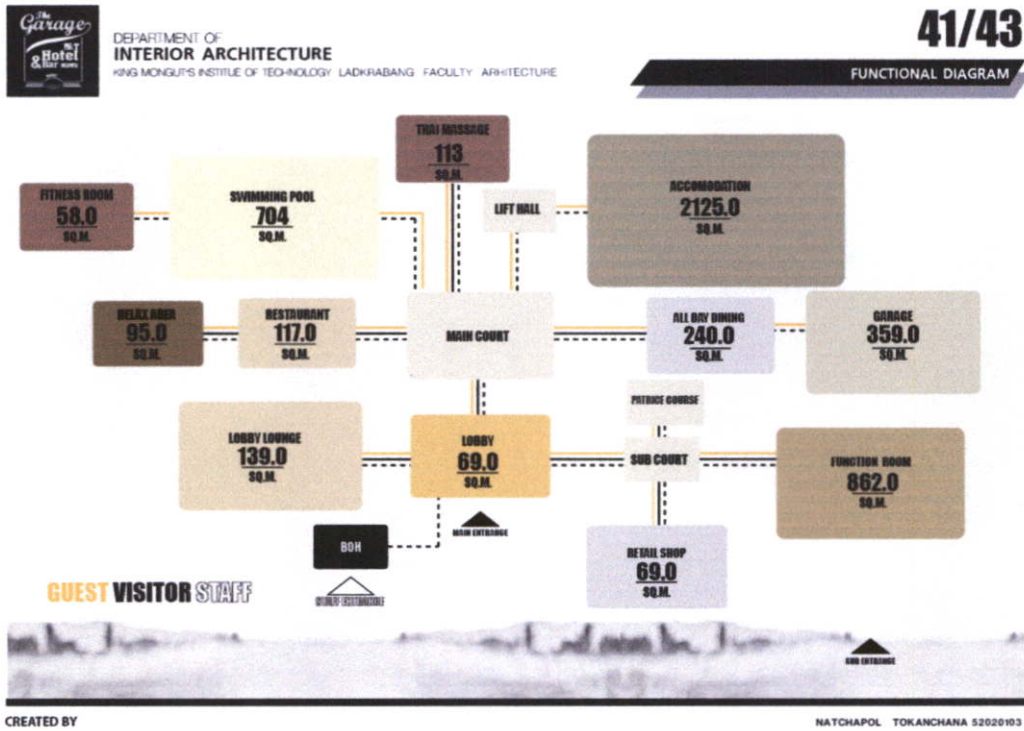 The
Garage
Hotel
&
41/43
DEPARTMENT OF
INTERIOR ARCHITECTURE
KING MONGUT'S INSTITUE OF TECHNOLOGY LADKRABANG FACULTY ARHITECTURE
FUNCTIONAL DIAGRAM
THAI MASSAGE
113
SQ.M.
FITNESS ROOM
58.0
SQ.M.
SWIMMING POOL
704
SQ.M.
LIFT HALL
ACCOMODATION
2125.0
SQ.M.
RELAX AREA
95.0
SQ.M.
RESTAURANT
117.0
SQ.M.
MAIN COURT
ALL DAY DINING
240.0
SQ.M.
GARAGE
359.0
SQ.M.
PATRICE COURSE
LOBBY LOUNGE
139.0
SQ.M.
LOBBY
69.0
SQ.M.
SUB COURT
FUNCTION ROOM
862.0
SQ.M.
MAIN ENTRANCE
BOH
RETAIL SHOP
69.0
SQ.M.
GUEST VISITOR STAFF
STAFF ENTRANCE
SUB ENTRANCE
CREATED BY
NATCHAPOL TOKANCHANA 52020103